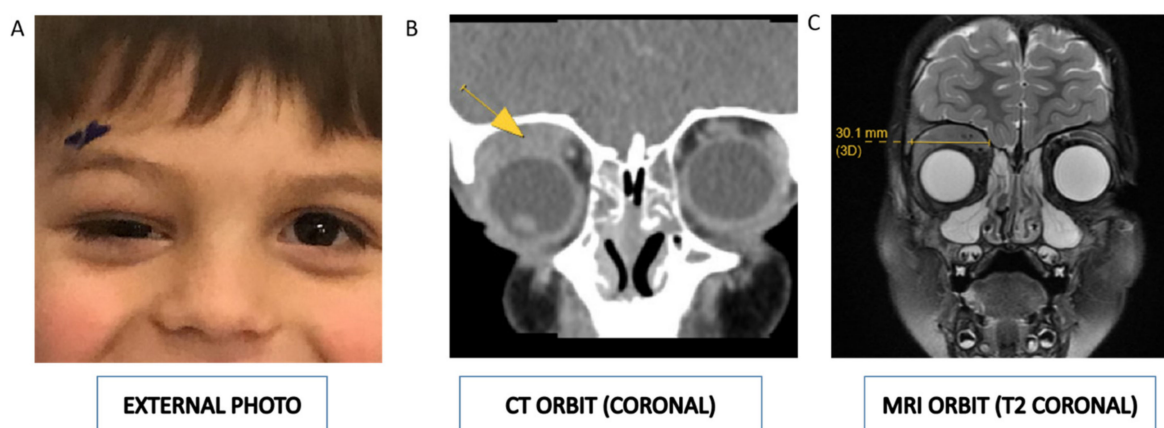 A
B
C
30.1 mm
(3D)
EXTERNAL PHOTO
CT ORBIT (CORONAL)
MRI ORBIT (T2 CORONAL)